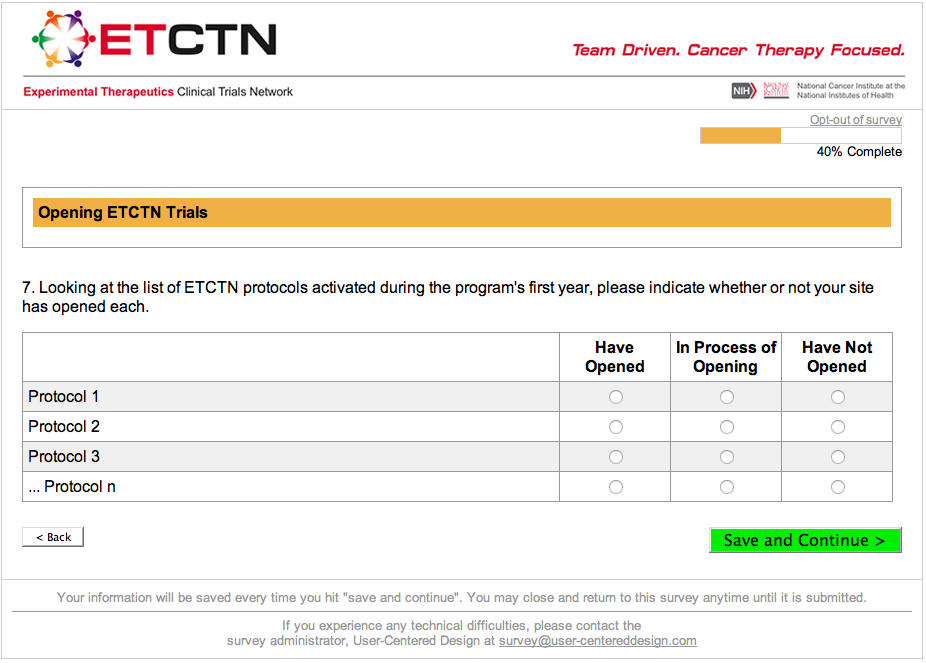 ETCTN
Team Driven. Cancer Therapy Focused.
Experimental Therapeutics Clinical Trials Network
NIH NATIONAL CANCER INSTITUTE National Cancer Institute at the
National Institutes of Health
Opt-out of survey
40% Complete
Opening ETCTN Trials
7. Looking at the list of ETCTN protocols activated during the program's first year, please indicate whether or not your site
has opened each.
Have In Process of Have Not
Opened Opening Opened
Protocol 1
Protocol 2
Protocol 3
... Protocol n
< Back
Save and Continue >
Your information will be saved every time you hit "save and continue". You may close and return to this survey anytime until it is submitted.
If you experience any technical difficulties, please contact the
survey administrator, User-Centered Design at survey@user-centereddesign.com